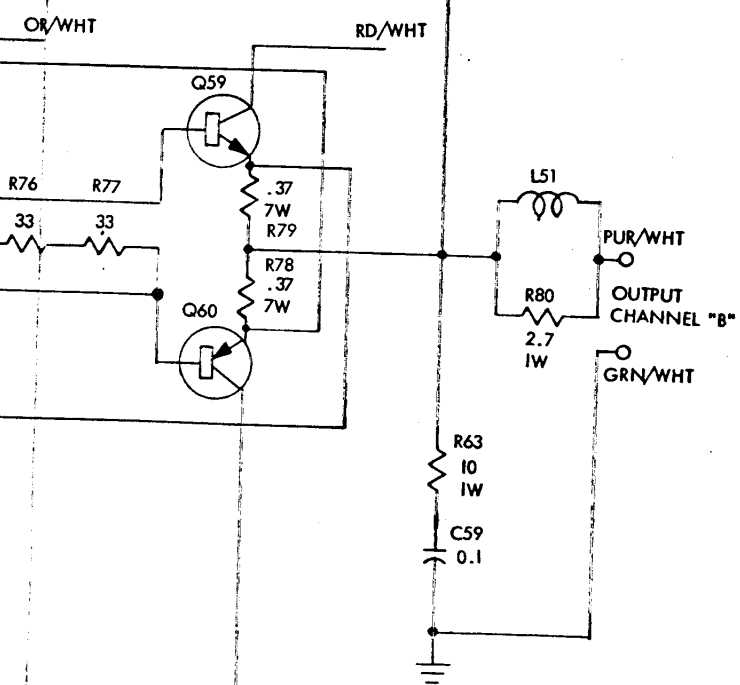 OR/WHT
RD/WHT
Q59
R76
R77
.37
7W
L51
33
33
R79
PUR/WHT
R78
.37
7W
Q60
R80
OUTPUT
CHANNEL "B"
2.7
1W
GRN/WHT
R63
10
1W
C59
0.1